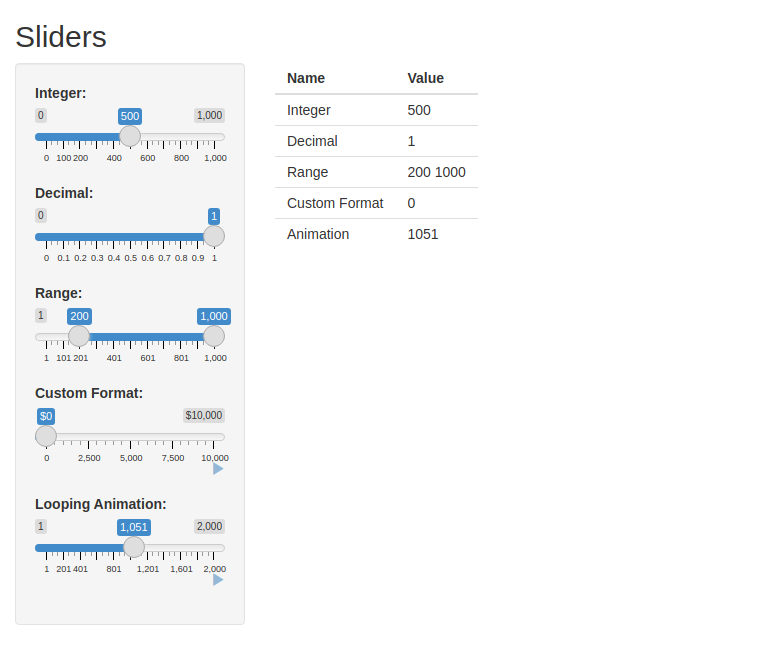 Sliders
Integer:
0 500 1,000
0 100 200 400 600 800 1,000
Decimal:
0 1
0 0.1 0.2 0.3 0.4 0.5 0.6 0.7 0.8 0.9 1
Range:
1 200 1,000
1 101 201 401 601 801 1,000
Custom Format:
$0 $10,000
0 2,500 5,000 7,500 10,000
Looping Animation:
1 1,051 2,000
1 201 401 801 1,201 1,601 2,000
Name Value
Integer 500
Decimal 1
Range 200 1000
Custom Format 0
Animation 1051